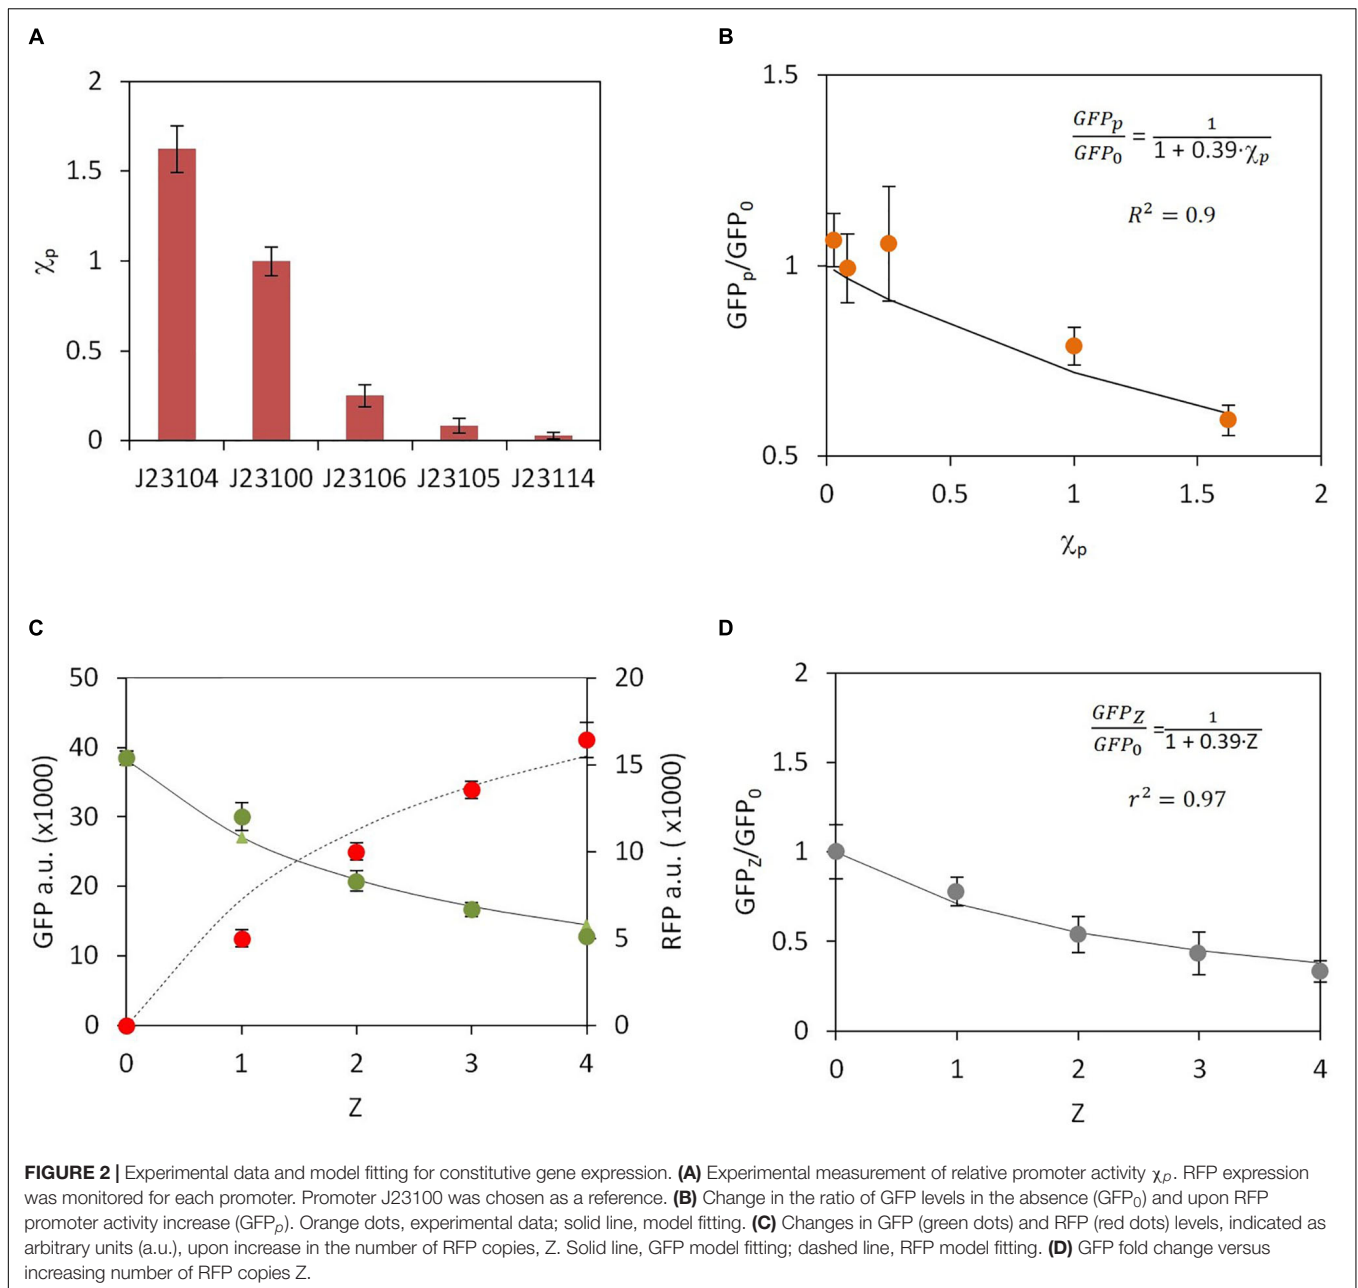 A
2
1.5
1
0.5
0
χp
J23104 J23100 J23106 J23105 J23114
B
1.5
1
0.5
GFPp/GFP0
GFPp/GFP0 = 1/(1 + 0.39·χp)
R² = 0.9
0 0.5 1 1.5 2
χp
C
50
40
30
20
10
0
GFP a.u. (x1000)
20
15
10
5
0
RFP a.u. ( x1000)
0 1 2 3 4
Z
D
2
1.5
1
0.5
0
GFPZ/GFP0
GFPZ/GFP0 = 1/(1 + 0.39·Z)
r² = 0.97
0 1 2 3 4
Z
FIGURE 2 | Experimental data and model fitting for constitutive gene expression. (A) Experimental measurement of relative promoter activity χp. RFP expression
was monitored for each promoter. Promoter J23100 was chosen as a reference. (B) Change in the ratio of GFP levels in the absence (GFP0) and upon RFP
promoter activity increase (GFPp). Orange dots, experimental data; solid line, model fitting. (C) Changes in GFP (green dots) and RFP (red dots) levels, indicated as
arbitrary units (a.u.), upon increase in the number of RFP copies, Z. Solid line, GFP model fitting; dashed line, RFP model fitting. (D) GFP fold change versus
increasing number of RFP copies Z.